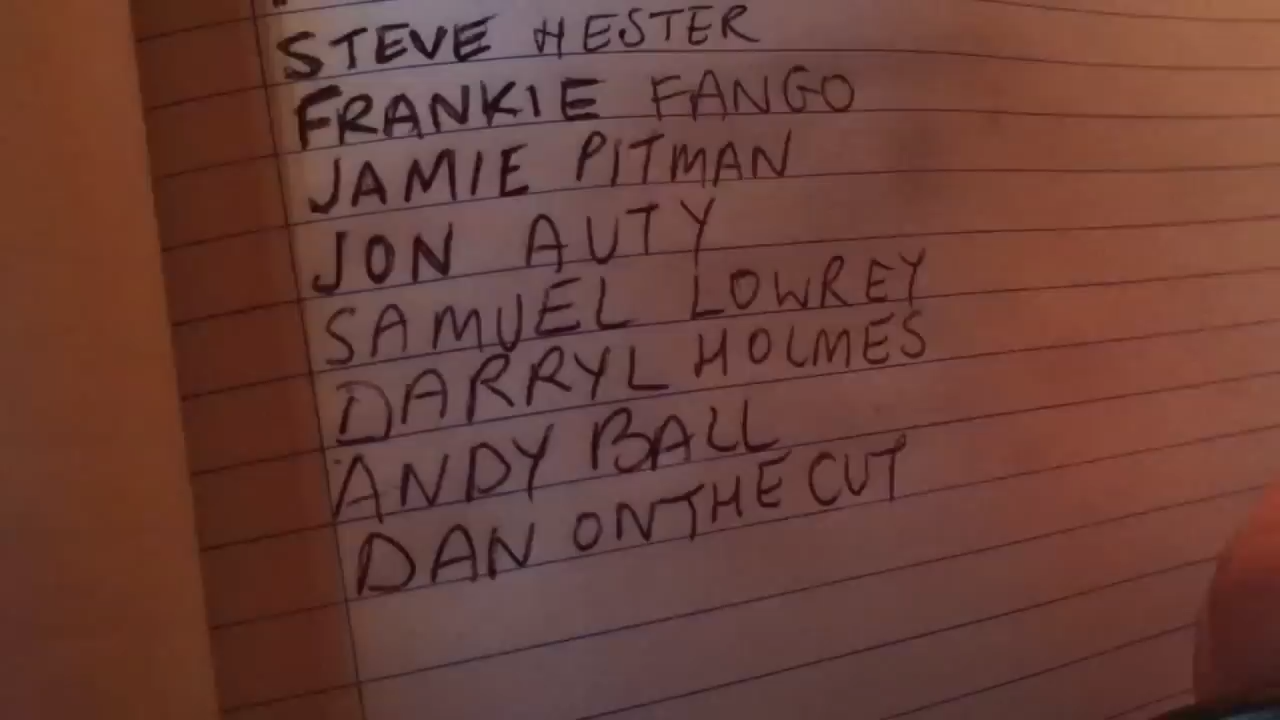 STEVE HESTER
FRANKIE FANGO
JAMIE PITMAN
JON AUTY
SAMUEL LOWREY
DARRYL HOLMES
ANDY BALL
DAN ONTHE CUT